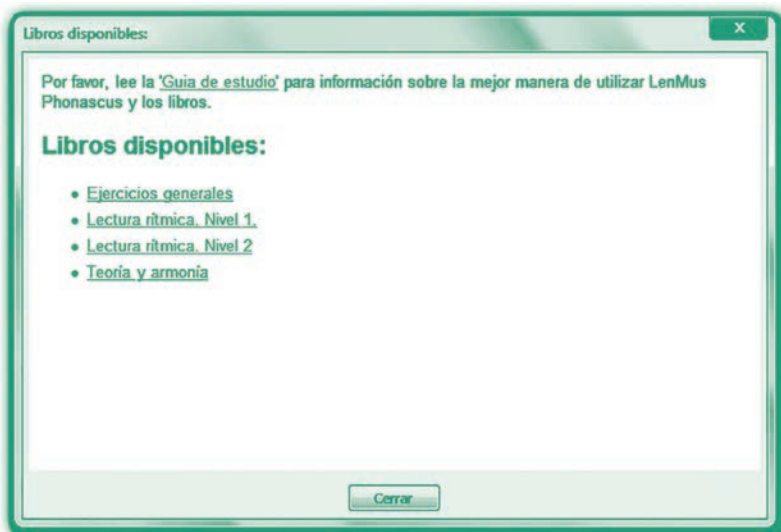 Libros disponibles:
X
Por favor, lee la 'Guia de estudio' para información sobre la mejor manera de utilizar LenMus
Phonascus y los libros.
Libros disponibles:
• Ejercicios generales
• Lectura rítmica. Nivel 1.
• Lectura rítmica. Nivel 2
• Teoría y armonía
Cerrar